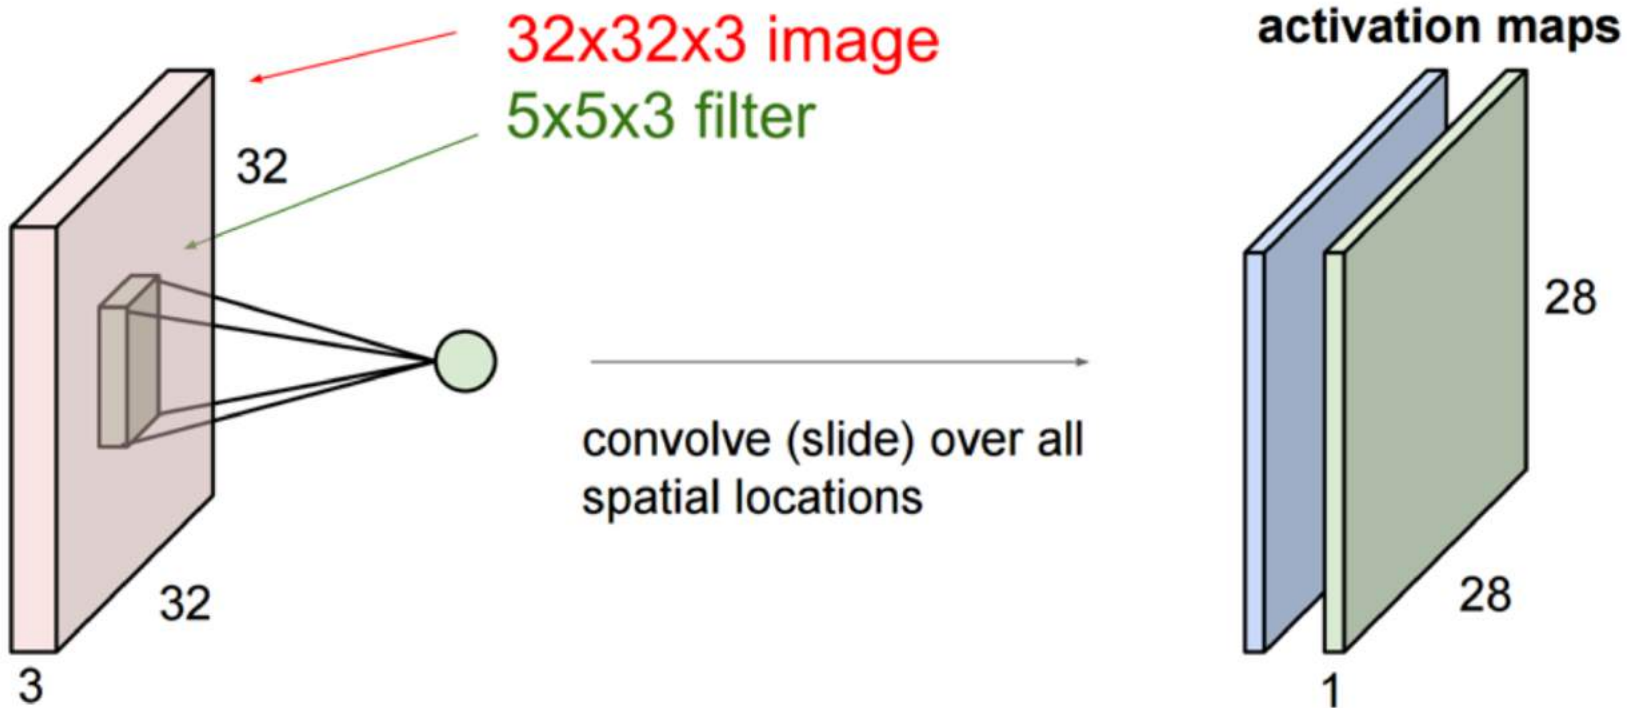 32x32x3 image
5x5x3 filter
32
32
3
convolve (slide) over all
spatial locations
activation maps
28
28
1